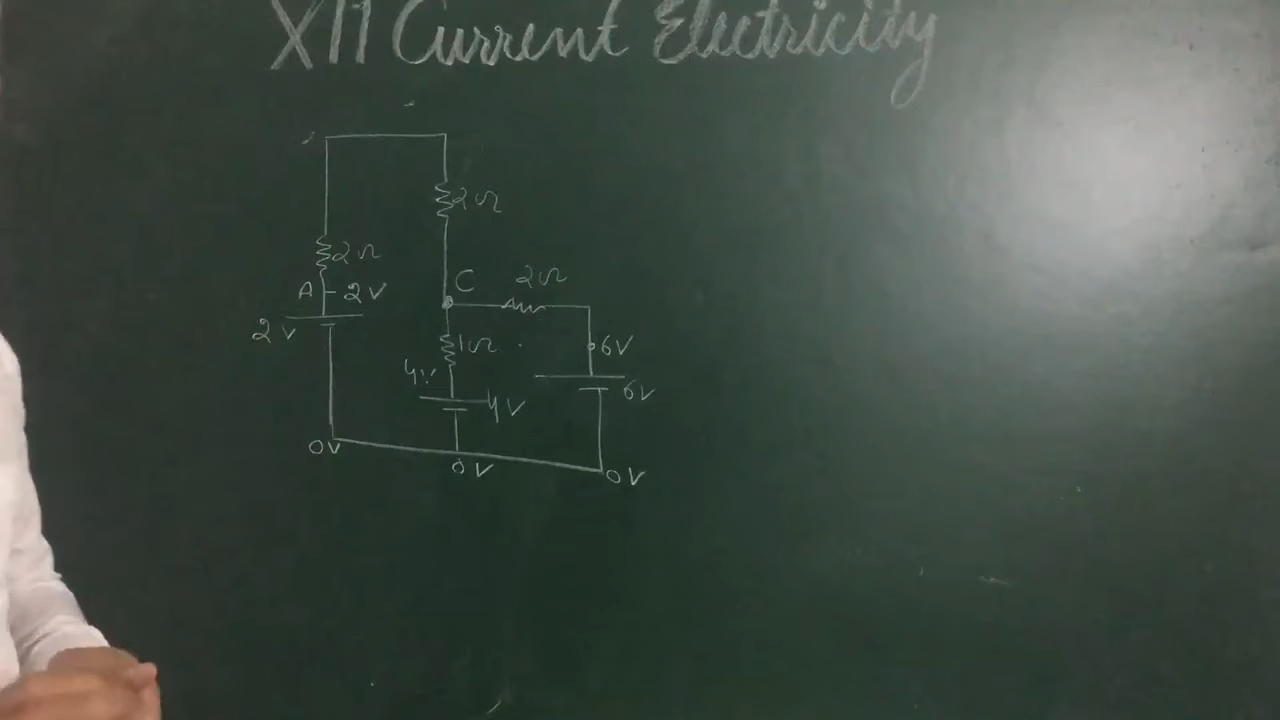 XII Current Electricity
2Ω
2Ω
C
2Ω
A
2V
2V
1Ω
6V
4V
4V
6V
0V
0V
0V